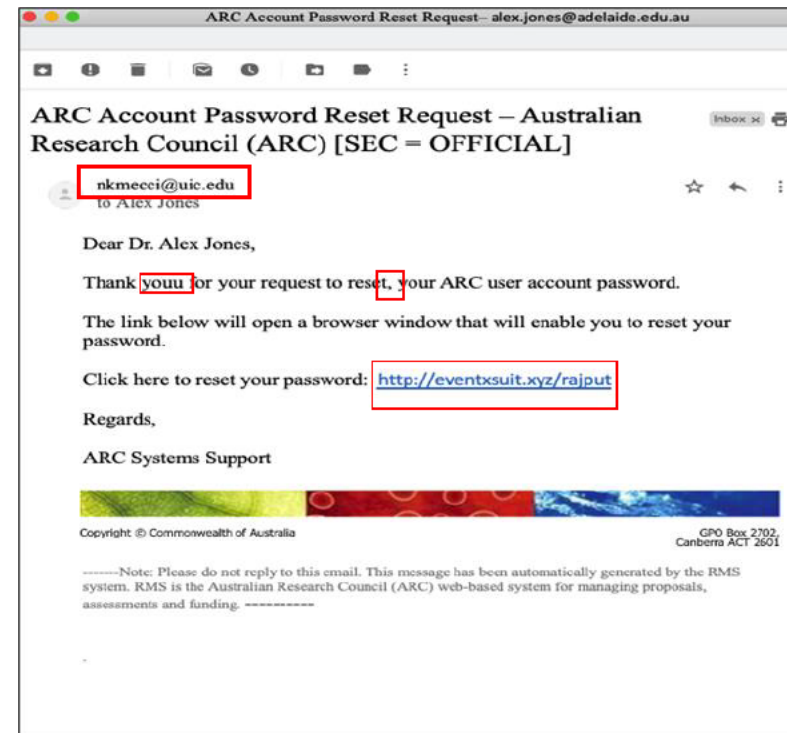 ARC Account Password Reset Request– alex.jones@adelaide.edu.au
ARC Account Password Reset Request – Australian
Research Council (ARC) [SEC = OFFICIAL]
Inbox x
nkmecci@uic.edu
to Alex Jones
Dear Dr. Alex Jones,
Thank youu for your request to reset, your ARC user account password.
The link below will open a browser window that will enable you to reset your
password.
Click here to reset your password: http://eventxsuit.xyz/rajput
Regards,
ARC Systems Support
Copyright © Commonwealth of Australia
GPO Box 2702,
Canberra ACT 2601
-------Note: Please do not reply to this email. This message has been automatically generated by the RMS
system. RMS is the Australian Research Council (ARC) web-based system for managing proposals,
assessments and funding. ----------